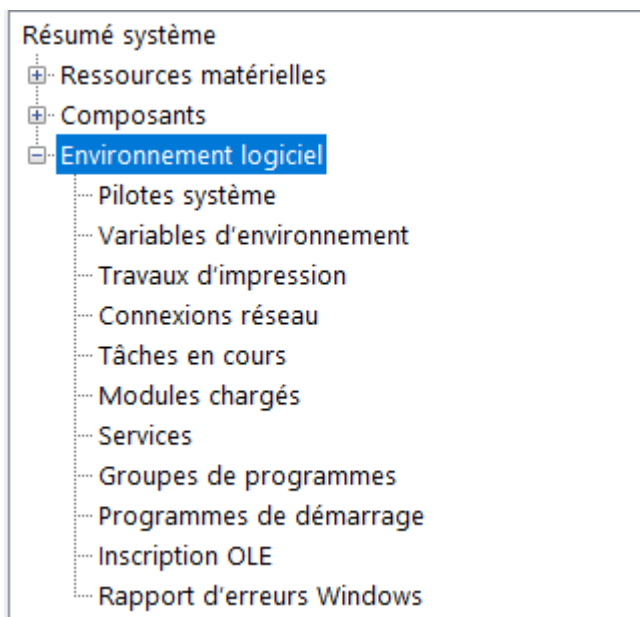 Résumé système
Ressources matérielles
Composants
Environnement logiciel
Pilotes système
Variables d'environnement
Travaux d'impression
Connexions réseau
Tâches en cours
Modules chargés
Services
Groupes de programmes
Programmes de démarrage
Inscription OLE
Rapport d'erreurs Windows